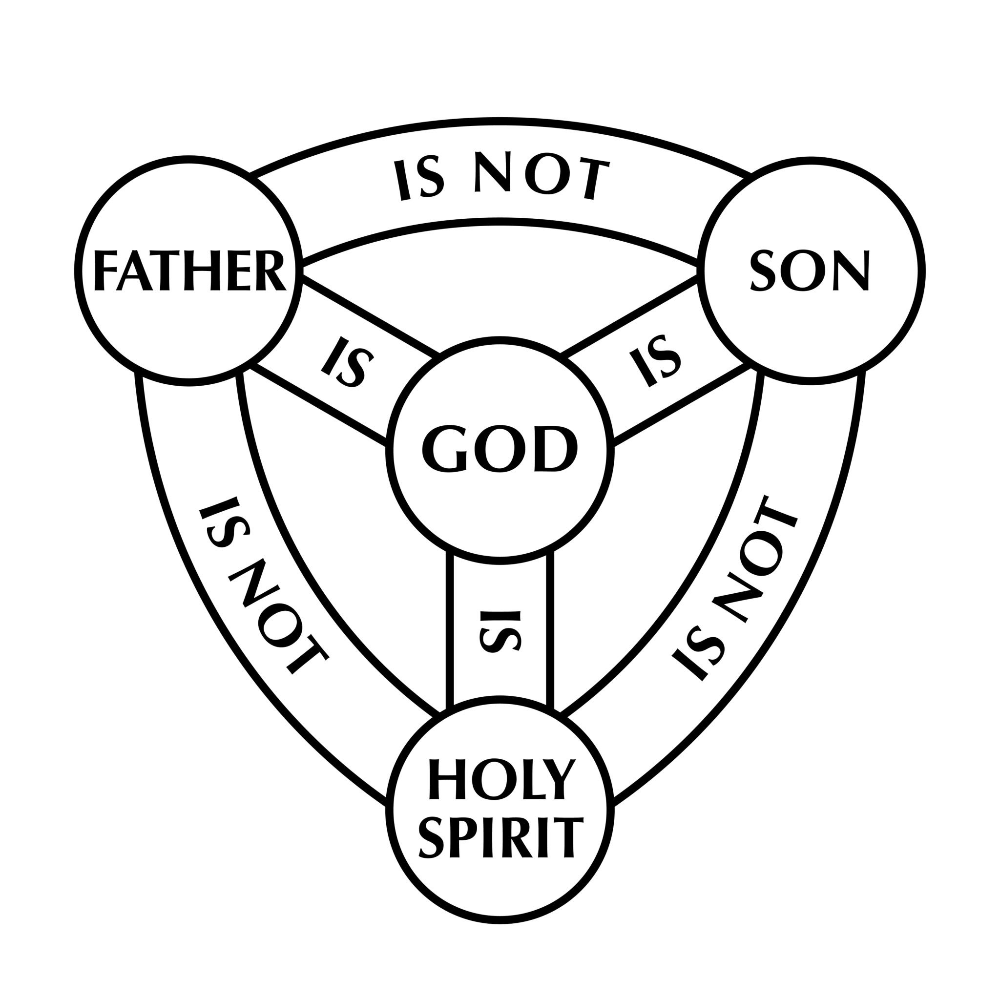 IS NOT
FATHER
SON
IS
IS
GOD
IS NOT
IS NOT
IS
HOLY
SPIRIT